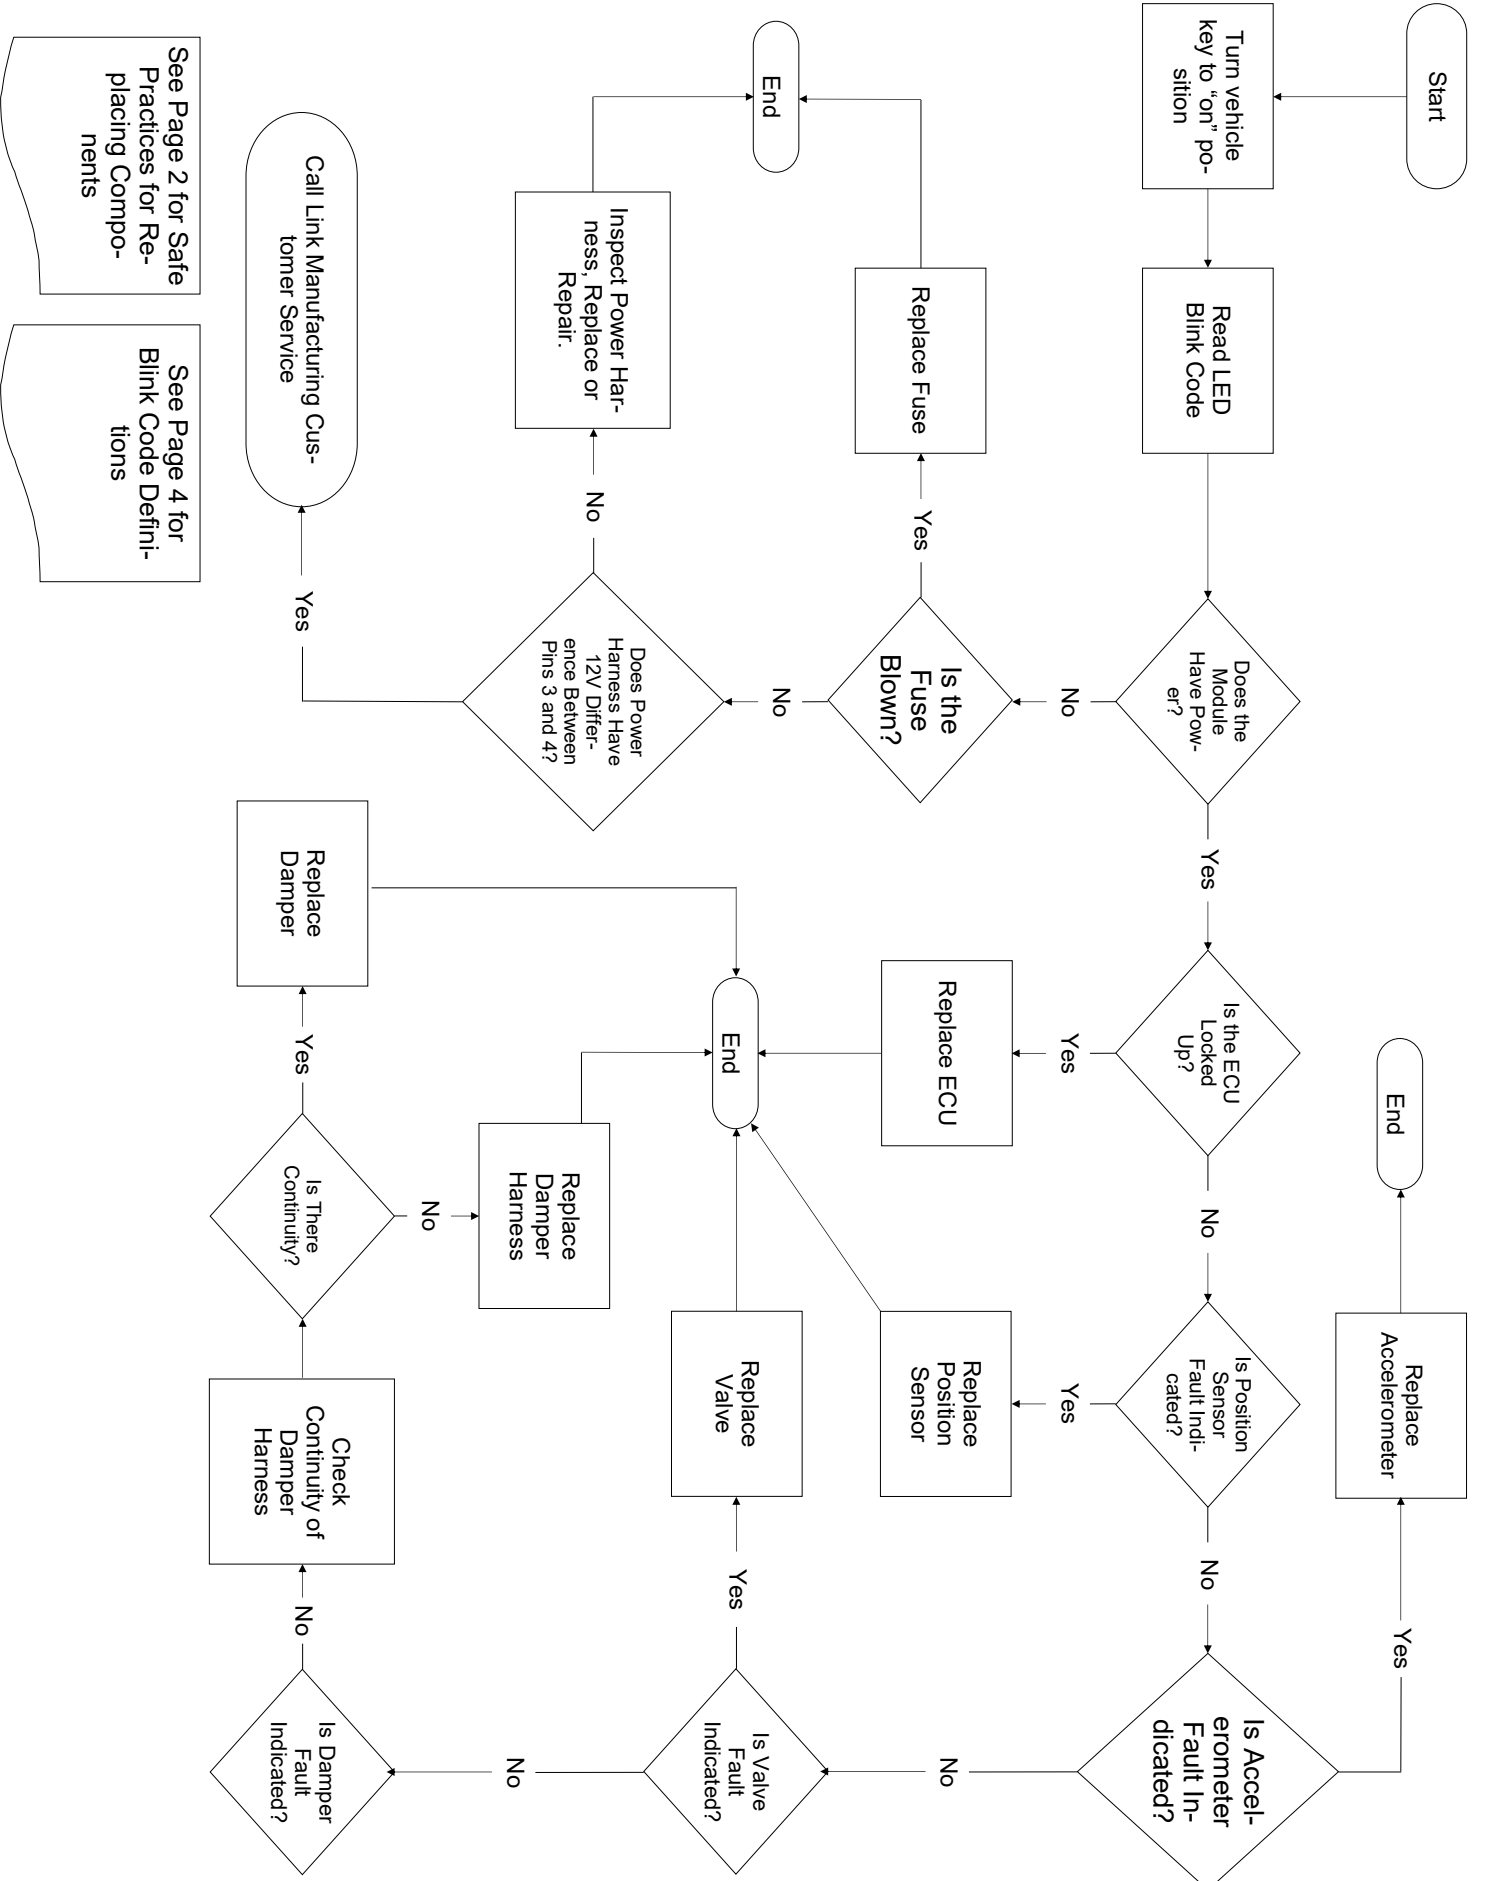 Start
Turn vehicle
key to “on” po-
sition
Read LED
Blink Code
Does the
Module
Have Pow-
er?
Yes
No
Is the ECU
Locked
Up?
No
Yes
Is Position
Sensor
Fault Indi-
cated?
No
Yes
Is Accel-
erometer
Fault In-
dicated?
Yes
No
Replace
Accelerometer
End
Is the
Fuse
Blown?
Yes
No
Replace Fuse
End
Replace ECU
Replace
Position
Sensor
Does Power
Harness Have
12V Differ-
ence Between
Pins 3 and 4?
No
Yes
Inspect Power Har-
ness, Replace or
Repair.
End
Replace
Valve
Yes
Is Valve
Fault
Indicated?
No
Replace
Damper
Harness
No
Call Link Manufacturing Cus-
tomer Service
Replace
Damper
Yes
Is There
Continuity?
Check
Continuity of
Damper
Harness
No
Is Damper
Fault
Indicated?
See Page 2 for Safe
Practices for Re-
placing Compo-
nents
See Page 4 for
Blink Code Defini-
tions